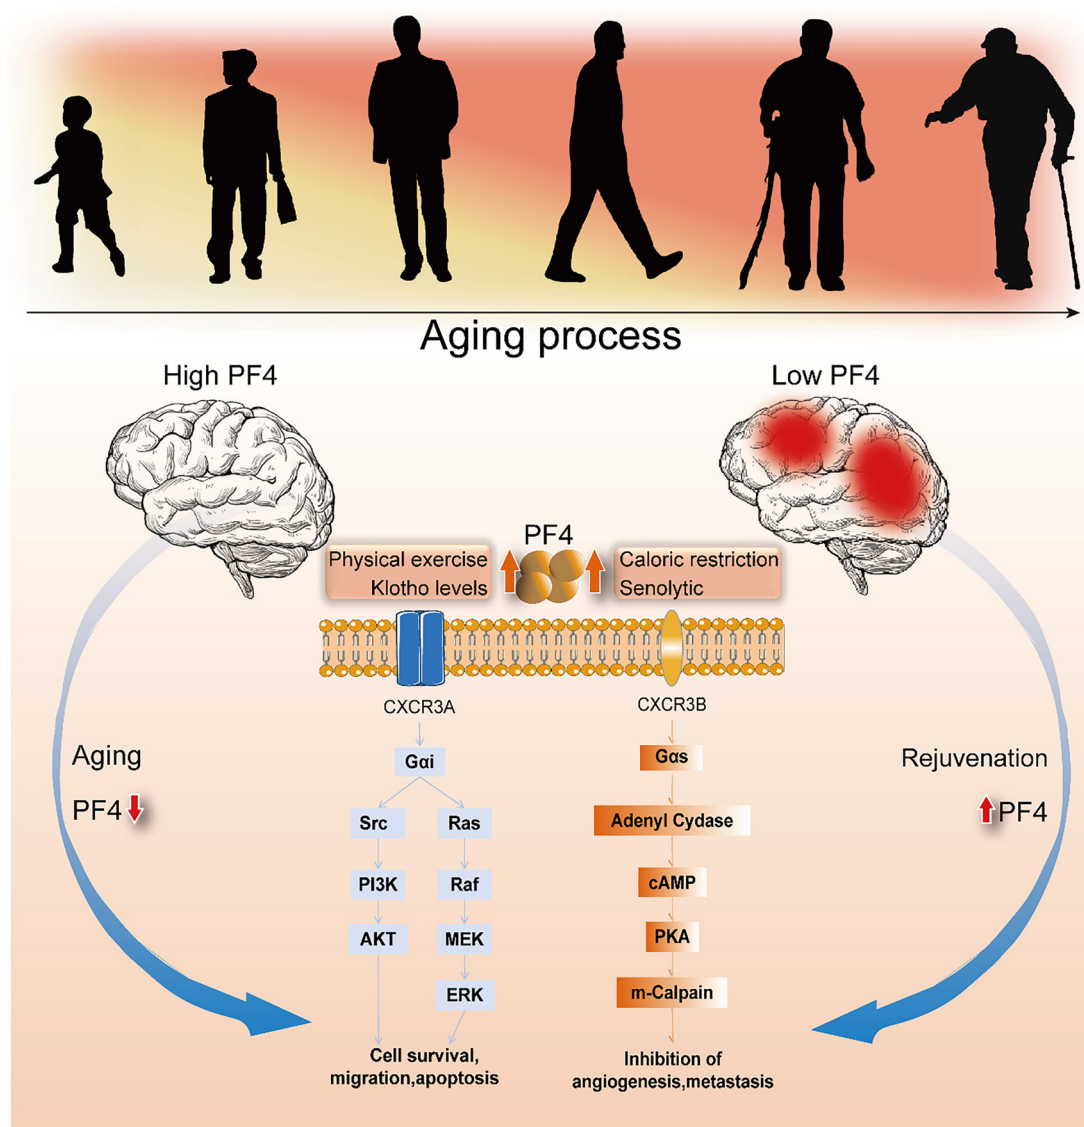 Aging process
High PF4
Low PF4
PF4
Physical exercise
Klotho levels
Caloric restriction
Senolytic
CXCR3A
CXCR3B
Aging
PF4
Rejuvenation
PF4
Gαi
Src
Ras
PI3K
Raf
AKT
MEK
ERK
Cell survival,
migration,apoptosis
Gαs
Adenyl Cydase
cAMP
PKA
m-Calpain
Inhibition of
angiogenesis,metastasis